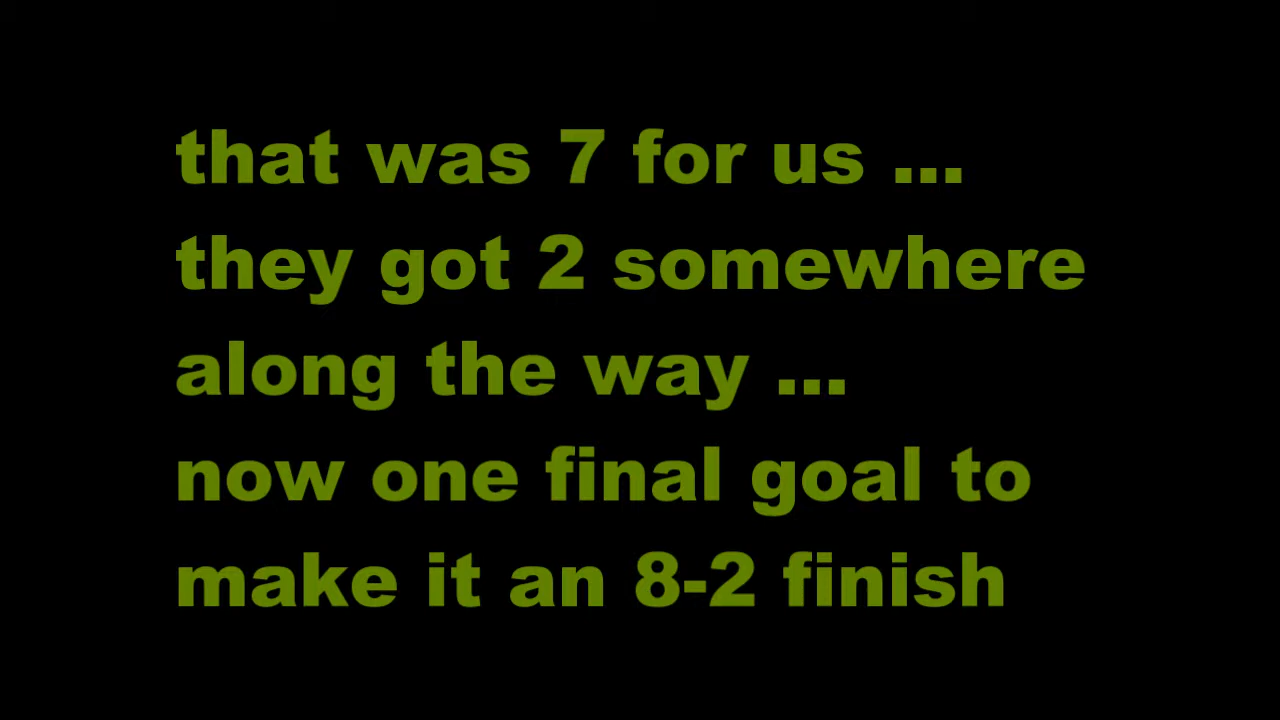 that was 7 for us ...
they got 2 somewhere
along the way ...
now one final goal to
make it an 8-2 finish